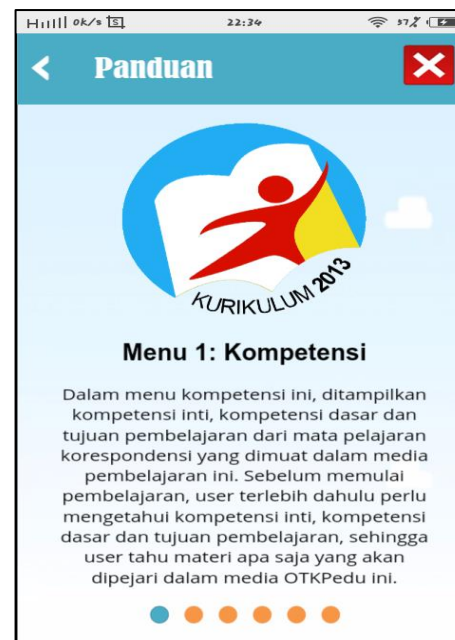 0K/s
22:34
37%
Panduan
KURIKULUM 2013
Menu 1: Kompetensi
Dalam menu kompetensi ini, ditampilkan
kompetensi inti, kompetensi dasar dan
tujuan pembelajaran dari mata pelajaran
korespondensi yang dimuat dalam media
pembelajaran ini. Sebelum memulai
pembelajaran, user terlebih dahulu perlu
mengetahui kompetensi inti, kompetensi
dasar dan tujuan pembelajaran, sehingga
user tahu materi apa saja yang akan
dipejari dalam media OTKPedu ini.